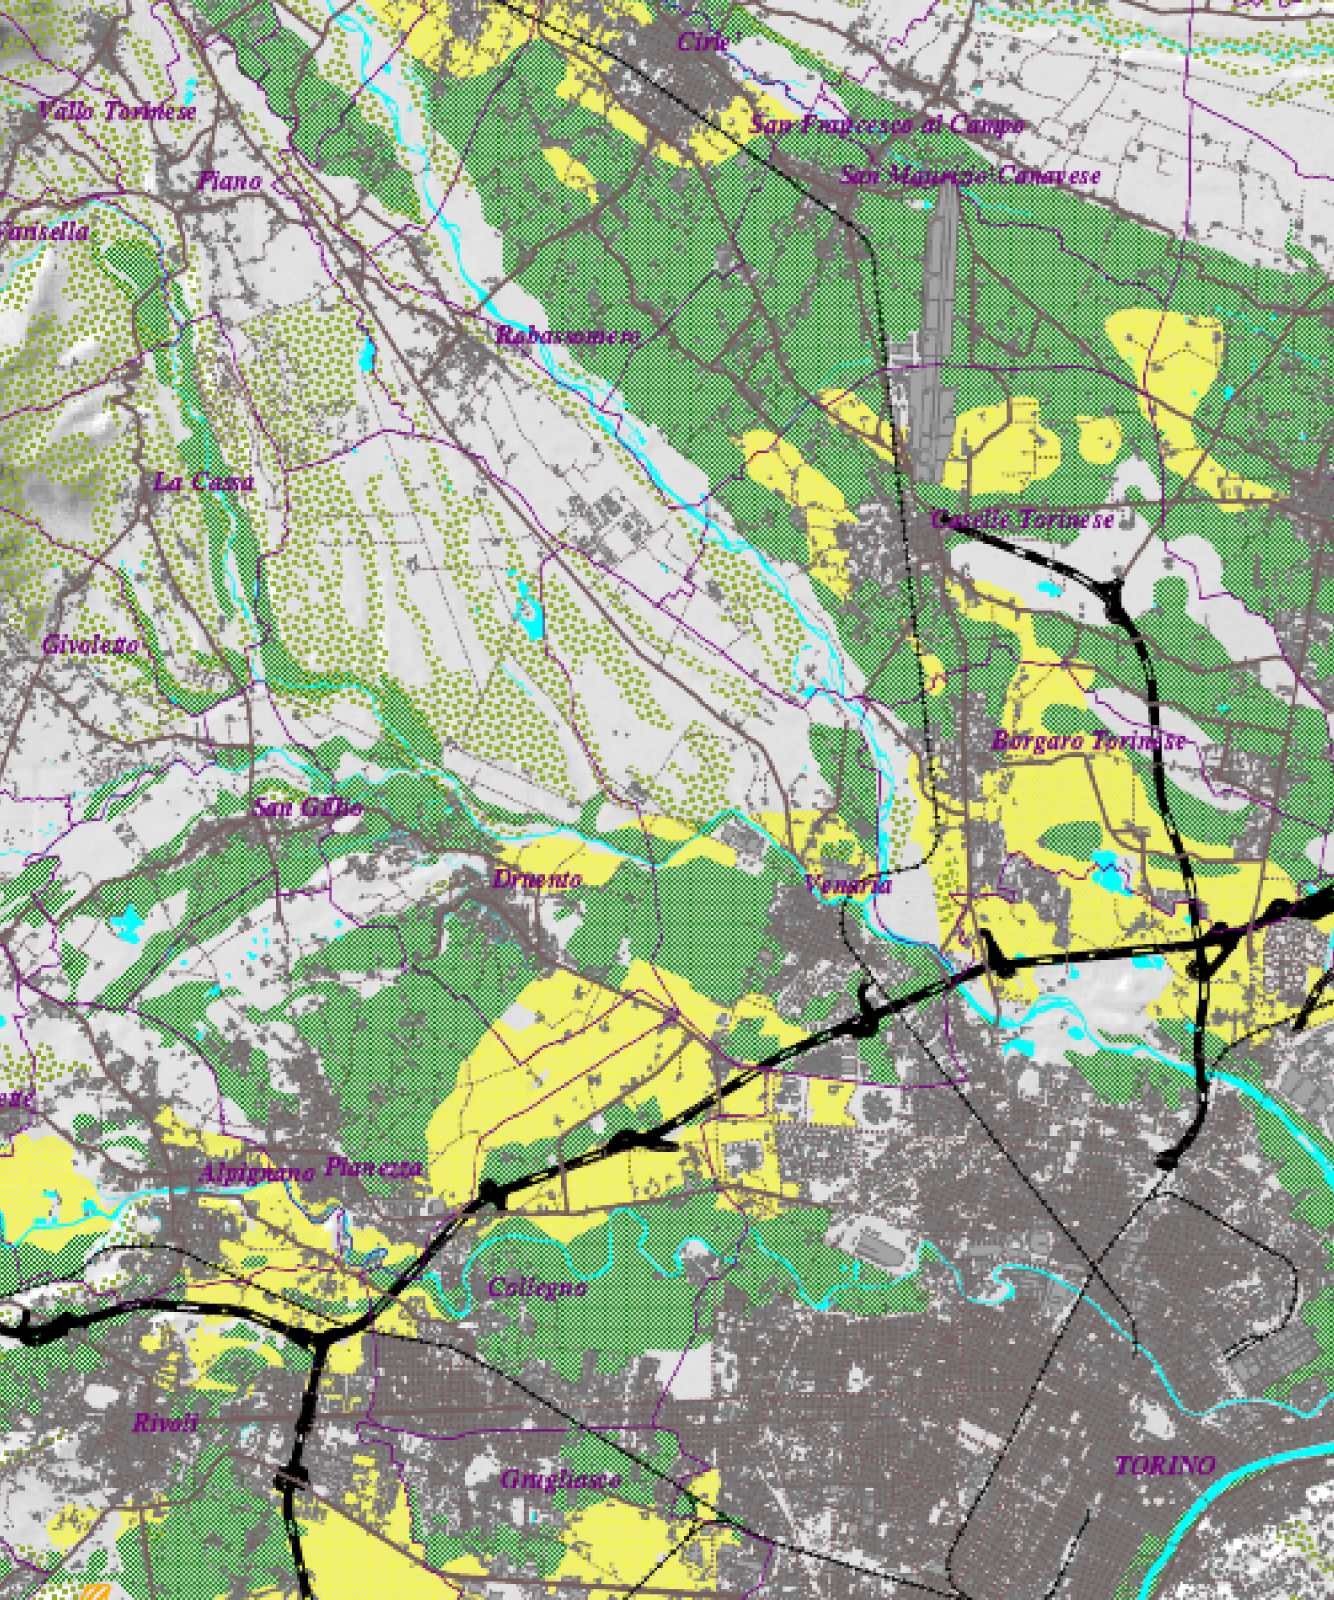 Cirie'
Vallo Torinese
San Francesco al Campo
Fiano
San Maurizio Canavese
Robassomero
La Cassa
Caselle Torinese
Givoletto
Borgaro Torinese
San Gillio
Druento
Venaria
Alpignano
Pianezza
Collegno
Rivoli
TORINO
Grugliasco